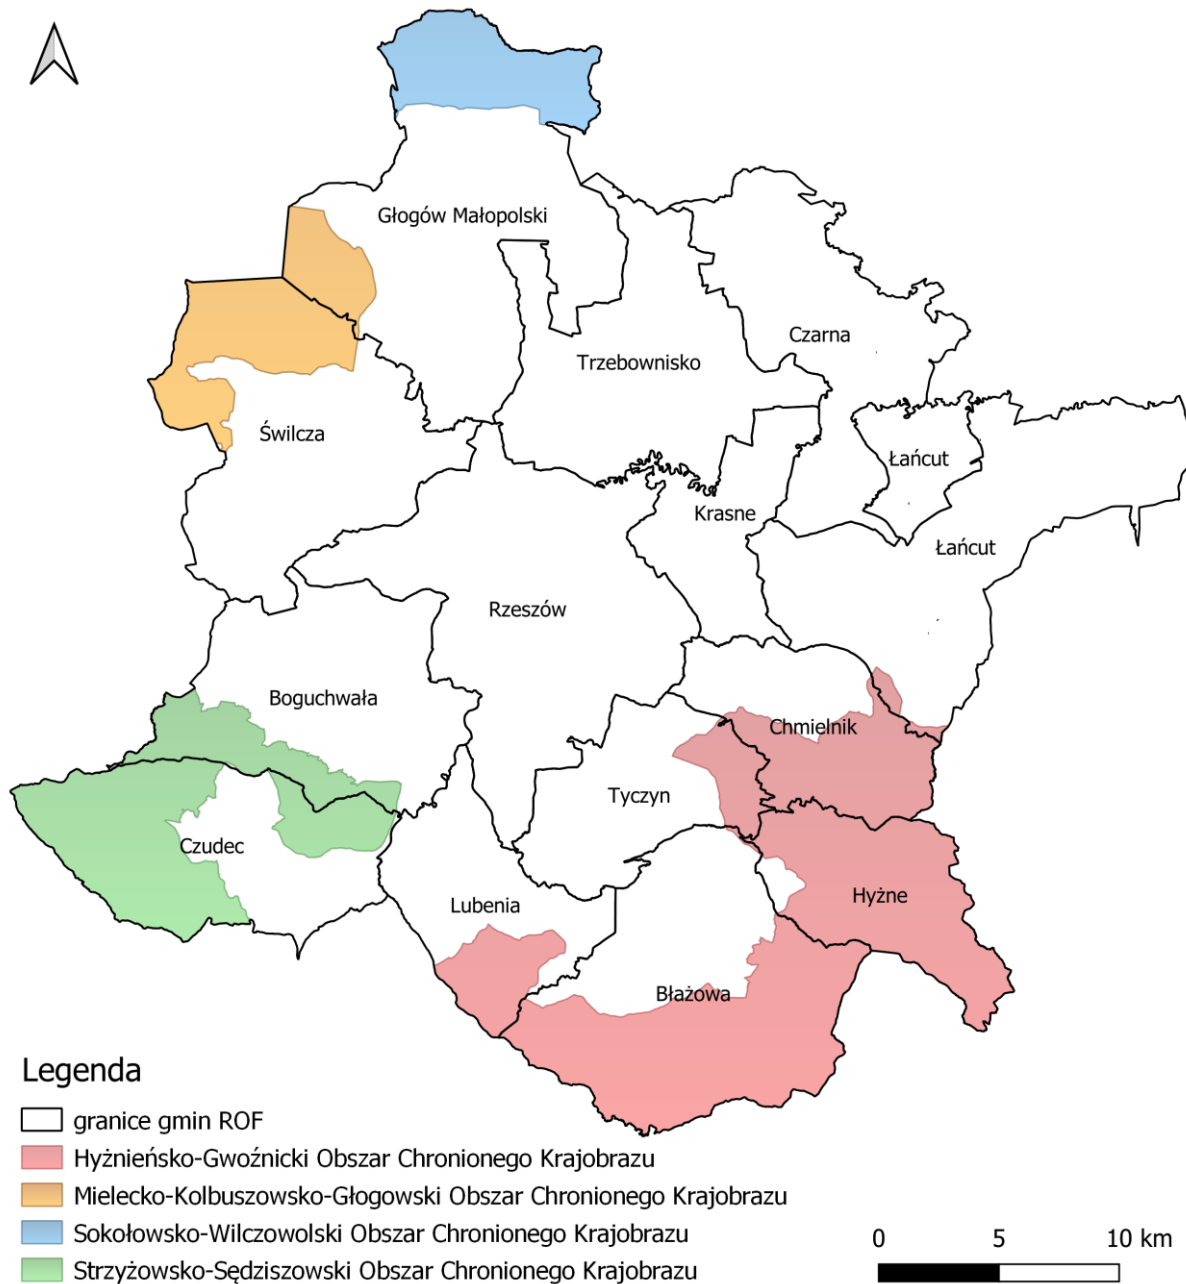 Głogów Małopolski
Czarna
Trzebownisko
Świlcza
Łańcut
Krasne
Łańcut
Rzeszów
Boguchwała
Chmielnik
Tyczyn
Czudec
Hyżne
Lubenia
Błażowa
Legenda
granice gmin ROF
Hyżnieńsko-Gwoźnicki Obszar Chronionego Krajobrazu
Mielecko-Kolbuszowsko-Głogowski Obszar Chronionego Krajobrazu
Sokołowsko-Wilczowolski Obszar Chronionego Krajobrazu
Strzyżowsko-Sędziszowski Obszar Chronionego Krajobrazu
0 5 10 km